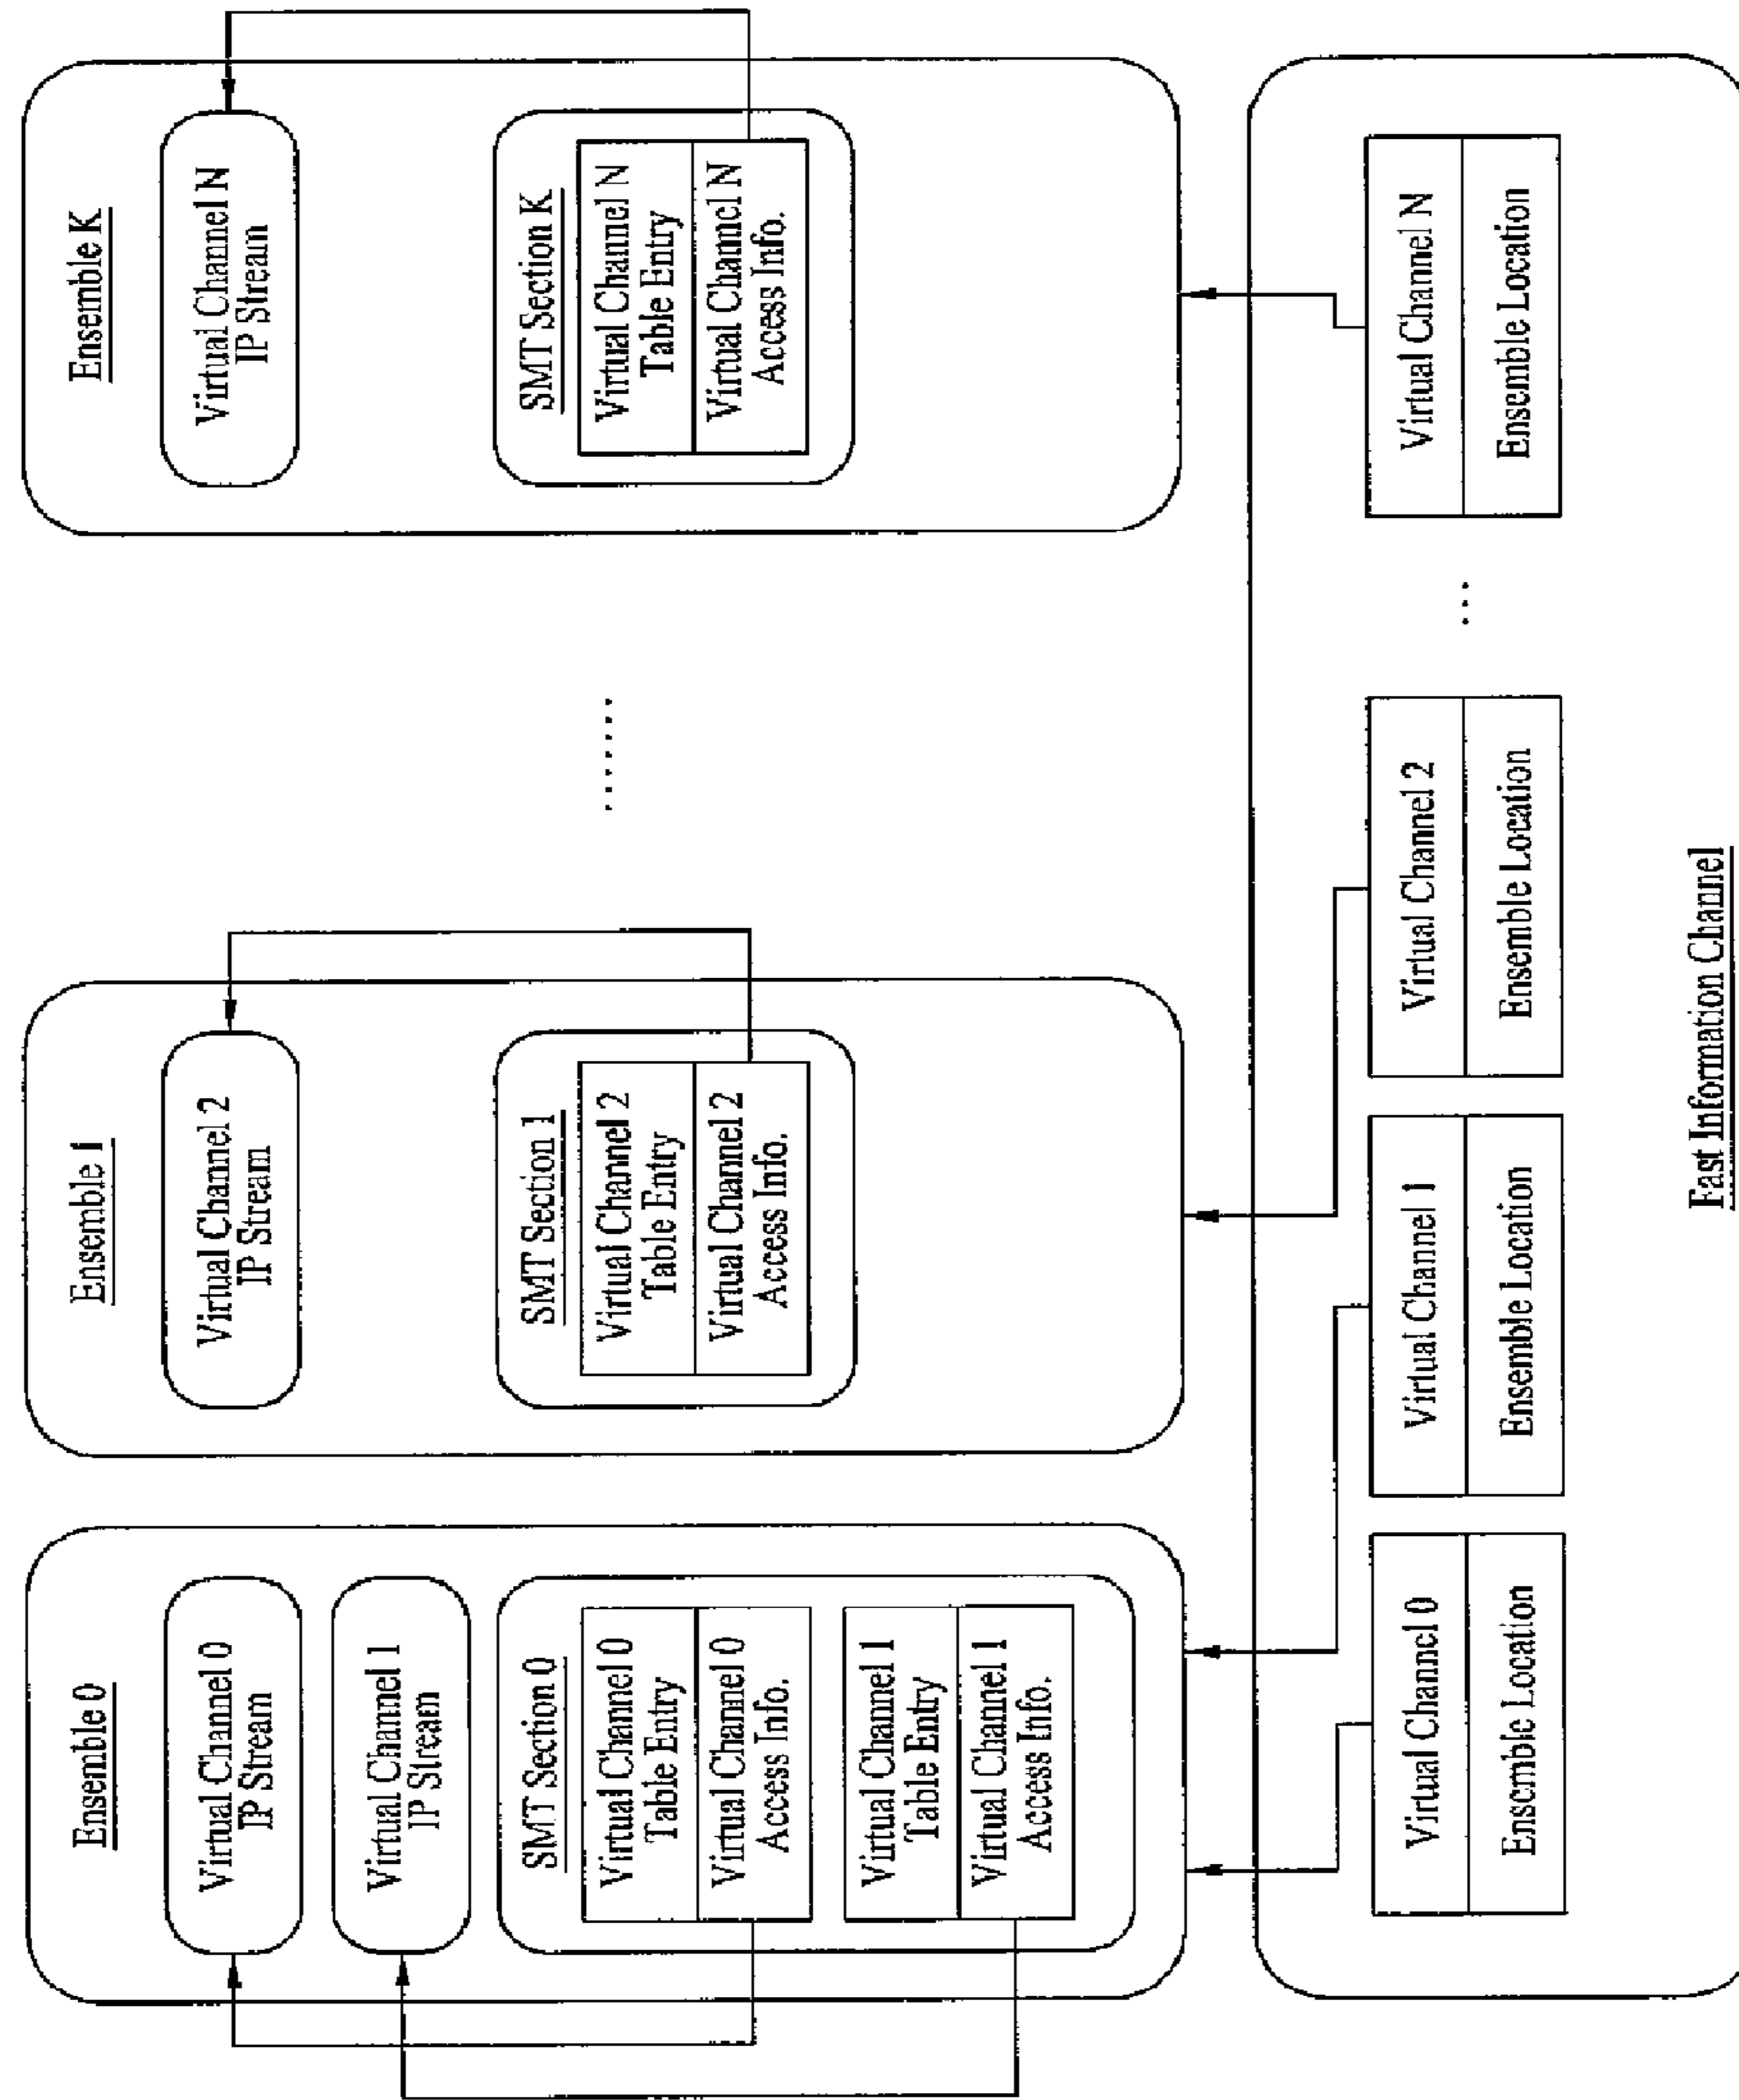 Ensemble 0
Virtual Channel 0
IP Stream
Virtual Channel 1
IP Stream
SMT Section 0
Virtual Channel 0
Table Entry
Virtual Channel 0
Access Info.
Virtual Channel 1
Table Entry
Virtual Channel 1
Access Info.
Ensemble 1
Virtual Channel 2
IP Stream
SMT Section 1
Virtual Channel 2
Table Entry
Virtual Channel 2
Access Info.
.......
Ensemble K
Virtual Channel N
IP Stream
SMT Section K
Virtual Channel N
Table Entry
Virtual Channel N
Access Info.
Virtual Channel 0
Ensemble Location
Virtual Channel 1
Ensemble Location
Virtual Channel 2
Ensemble Location
...
Virtual Channel N
Ensemble Location
Fast Information Channel